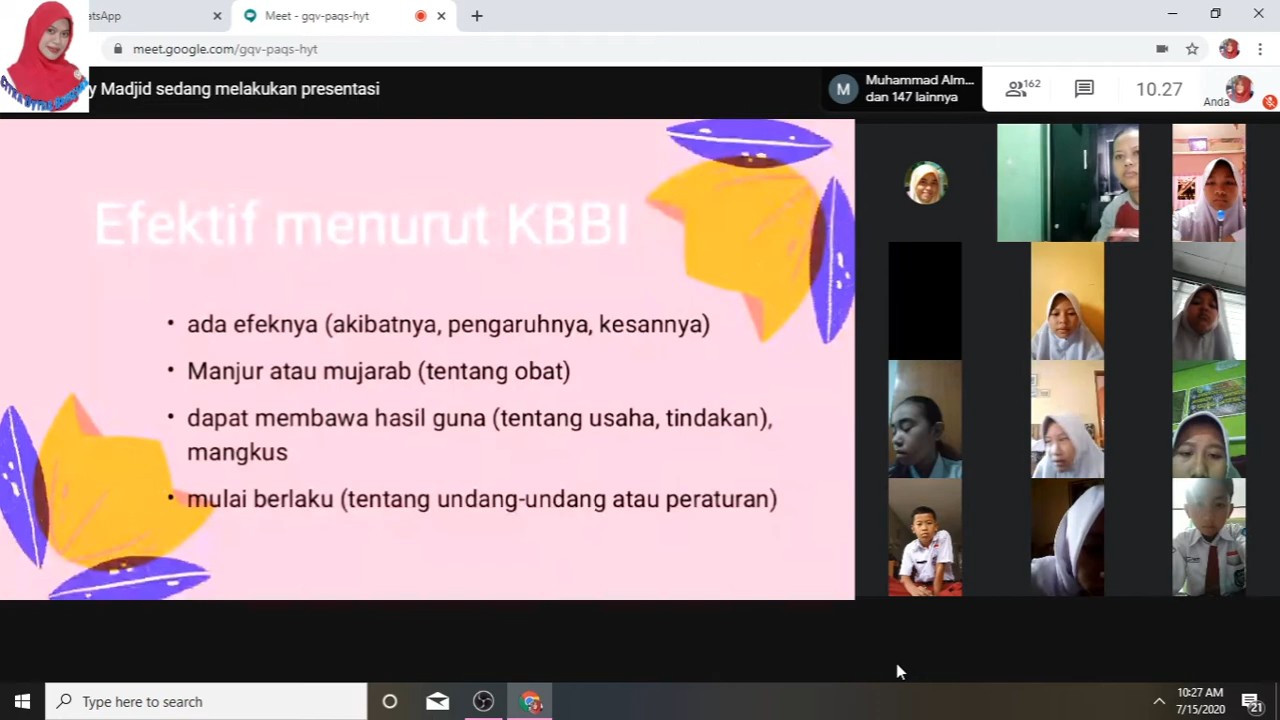 atsApp
Meet - gqv-paqs-hyt
meet.google.com/gqv-paqs-hyt
y Madjid sedang melakukan presentasi
M
Muhammad Alm...
dan 147 lainnya
162
10.27
Anda
Efektif menurut KBBI
• ada efeknya (akibatnya, pengaruhnya, kesannya)
• Manjur atau mujarab (tentang obat)
• dapat membawa hasil guna (tentang usaha, tindakan),
mangkus
• mulai berlaku (tentang undang-undang atau peraturan)
Type here to search
10:27 AM
7/15/2020
21